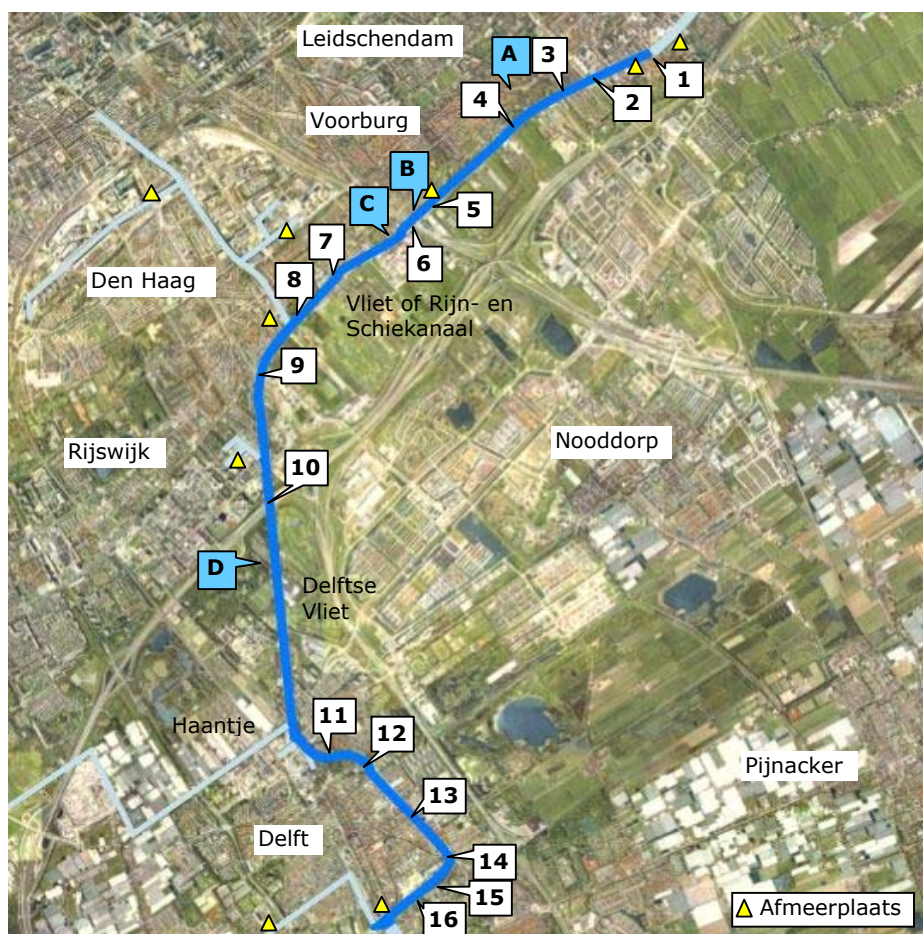 Leidschendam
A
3
1
2
4
Voorburg
B
C
5
6
7
Den Haag
8
Vliet of Rijn- en
Schiekanaal
9
Rijswijk
Nooddorp
10
D
Delftse
Vliet
Haantje
11
12
Pijnacker
13
Delft
14
15
16
Afmeerplaats